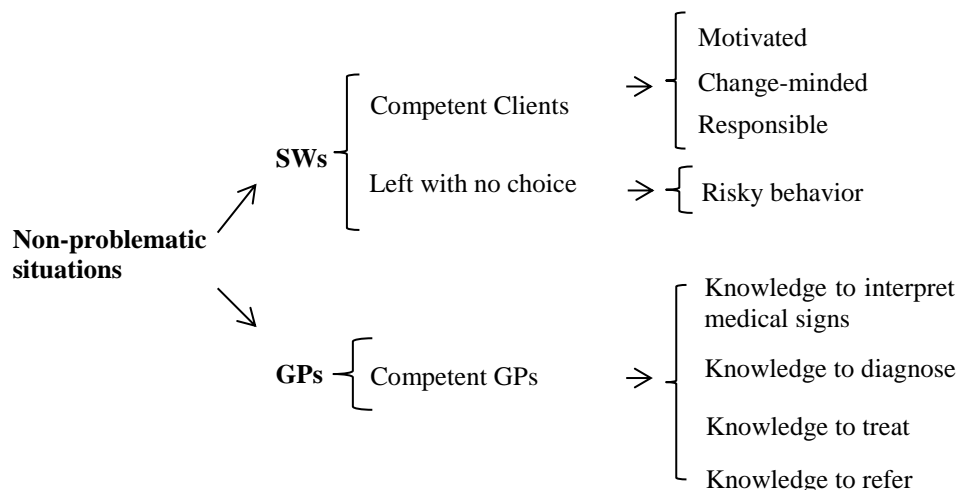 Motivated
Change-minded
Responsible
Competent Clients
SWs
Left with no choice
Risky behavior
Non-problematic
situations
Knowledge to interpret
medical signs
Knowledge to diagnose
GPs
Competent GPs
Knowledge to treat
Knowledge to refer